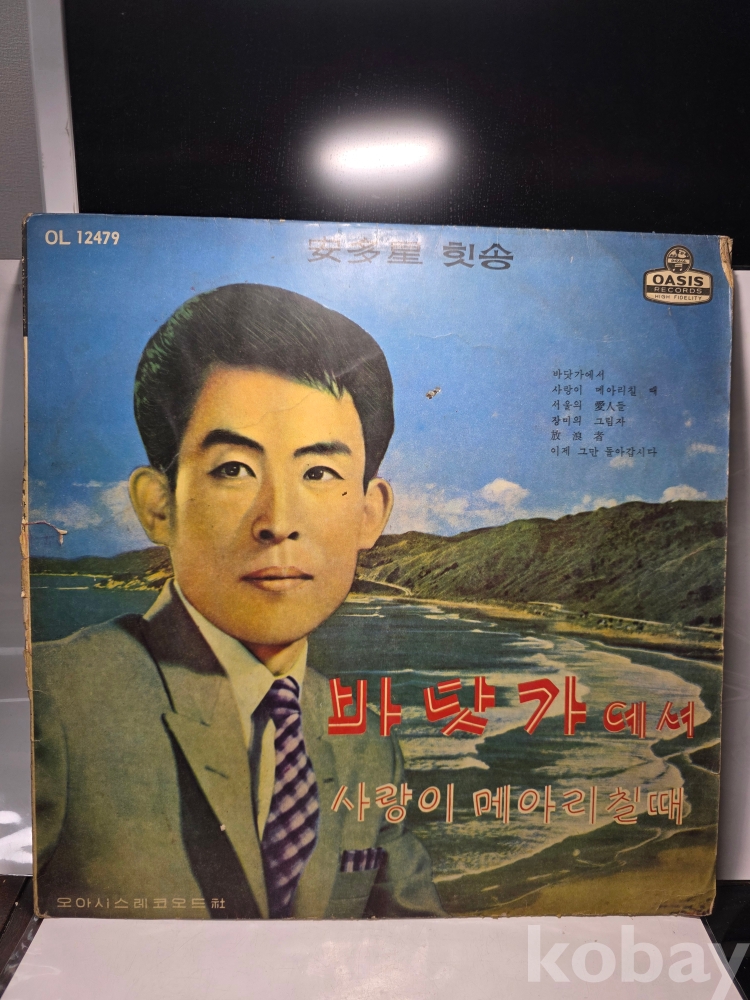 OL 12479
安多星 힛송
OASIS
RECORDS
HIGH FIDELITY
바닷가에서
사랑이 메아리칠 때
서울의 愛人들
장미의 그림자
放浪者
이제 그만 돌아갑시다
바닷가에서
사랑이 메아리칠때
오아시스레코오드社
kobay